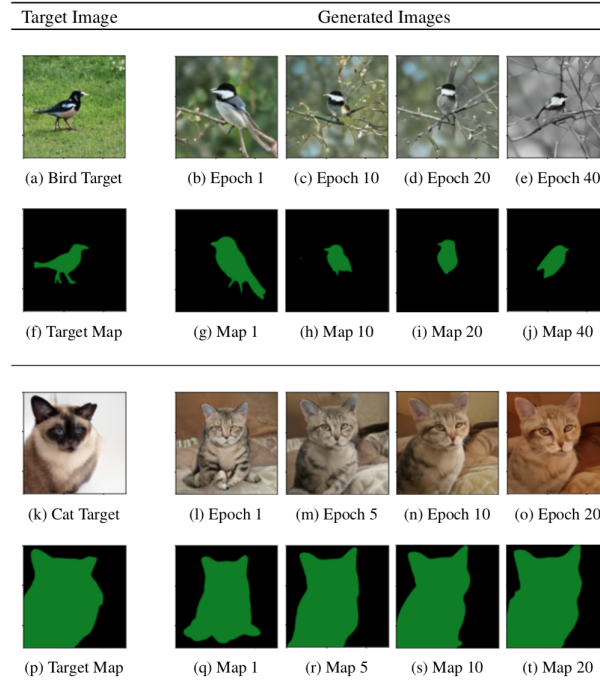 Target Image Generated Images
(a) Bird Target (b) Epoch 1 (c) Epoch 10 (d) Epoch 20 (e) Epoch 40
(f) Target Map (g) Map 1 (h) Map 10 (i) Map 20 (j) Map 40
(k) Cat Target (l) Epoch 1 (m) Epoch 5 (n) Epoch 10 (o) Epoch 20
(p) Target Map (q) Map 1 (r) Map 5 (s) Map 10 (t) Map 20